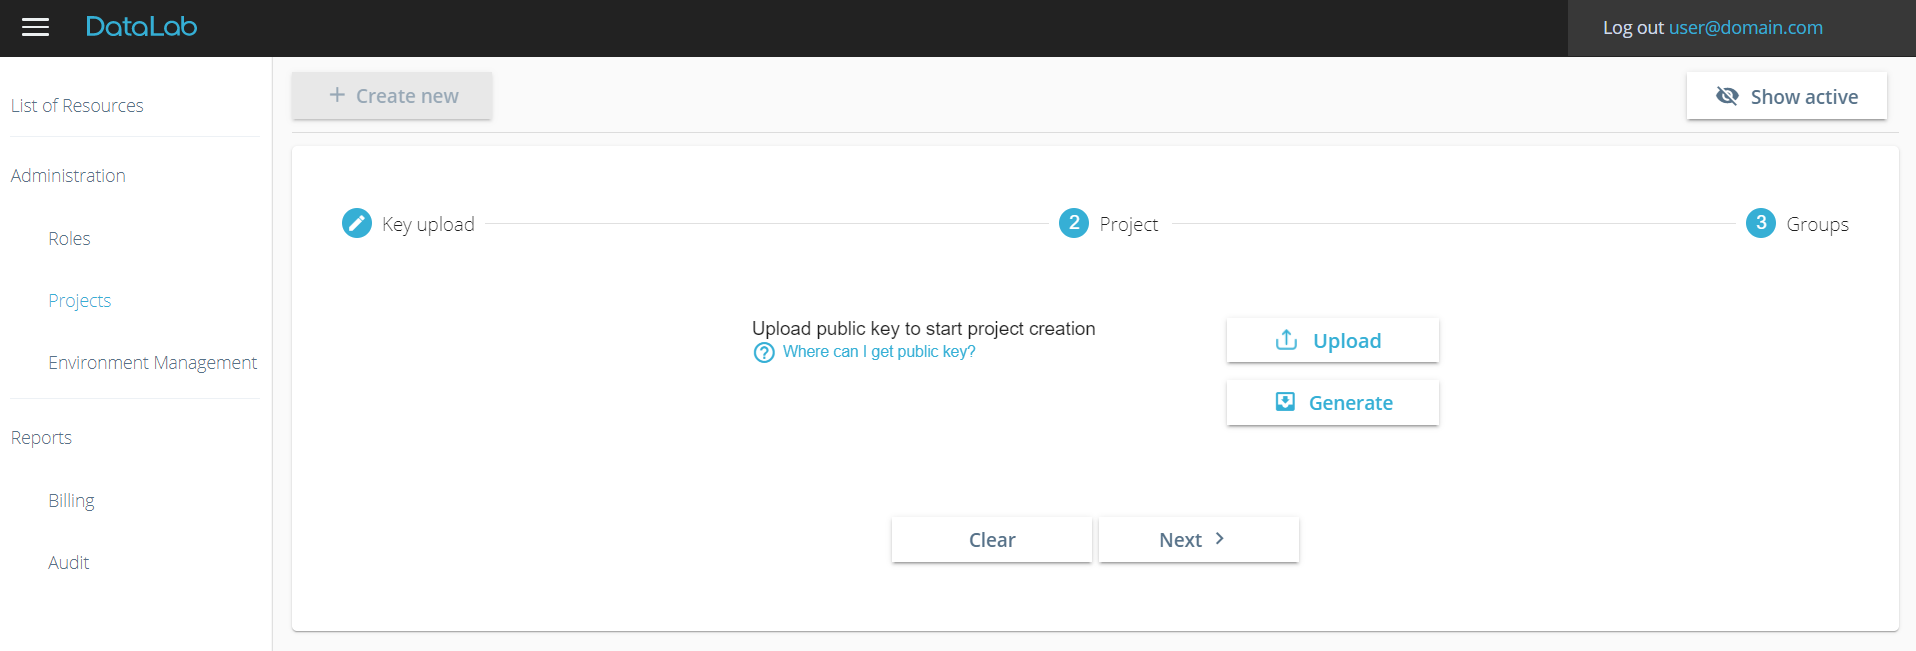 DataLab
Log out user@domain.com
List of Resources
Administration
Roles
Projects
Environment Management
Reports
Billing
Audit
+ Create new
Show active
Key upload
2 Project
3 Groups
Upload public key to start project creation
? Where can I get public key?
Upload
Generate
Clear
Next >